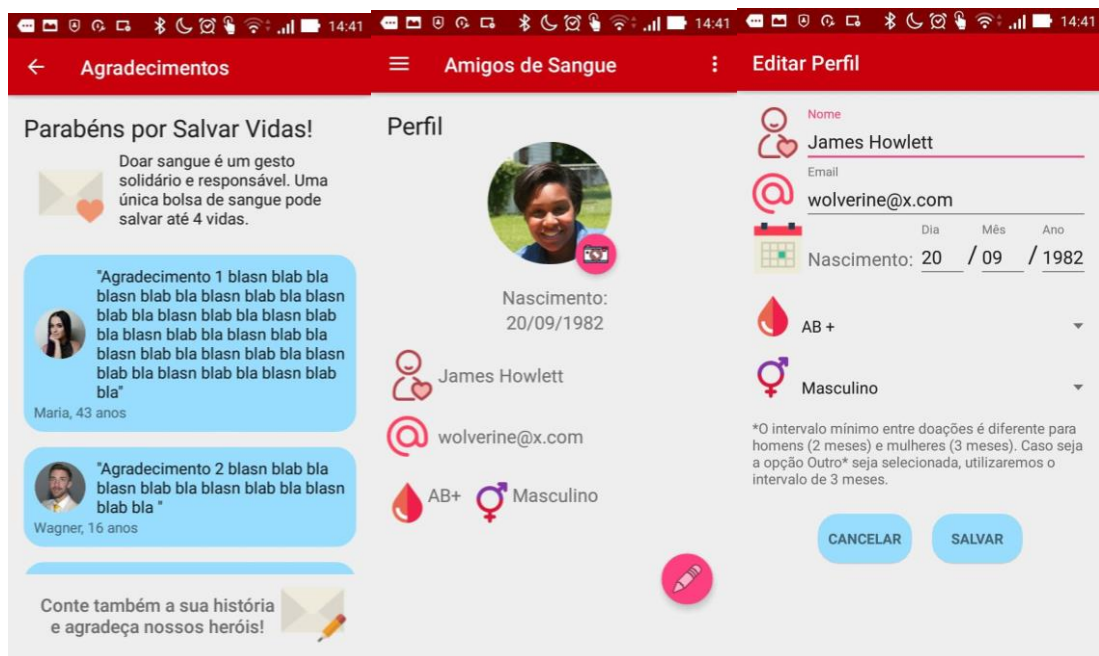 14:41
Agradecimentos
Parabéns por Salvar Vidas!
Doar sangue é um gesto
solidário e responsável. Uma
única bolsa de sangue pode
salvar até 4 vidas.
"Agradecimento 1 blasn blab bla
blasn blab bla blasn blab bla blasn
blab bla blasn blab bla blasn blab
bla blasn blab bla blasn blab bla
blasn blab bla blasn blab bla blasn
blab bla blasn blab bla blasn blab
bla"
Maria, 43 anos
"Agradecimento 2 blasn blab bla
blasn blab bla blasn blab bla blasn
blab bla "
Wagner, 16 anos
Conte também a sua história
e agradeça nossos heróis!
14:41
Amigos de Sangue
Perfil
Nascimento:
20/09/1982
James Howlett
wolverine@x.com
AB+ Masculino
14:41
Editar Perfil
Nome
James Howlett
Email
wolverine@x.com
Dia Mês Ano
Nascimento: 20 / 09 / 1982
AB +
Masculino
*O intervalo mínimo entre doações é diferente para
homens (2 meses) e mulheres (3 meses). Caso seja
a opção Outro* seja selecionada, utilizaremos o
intervalo de 3 meses.
CANCELAR SALVAR